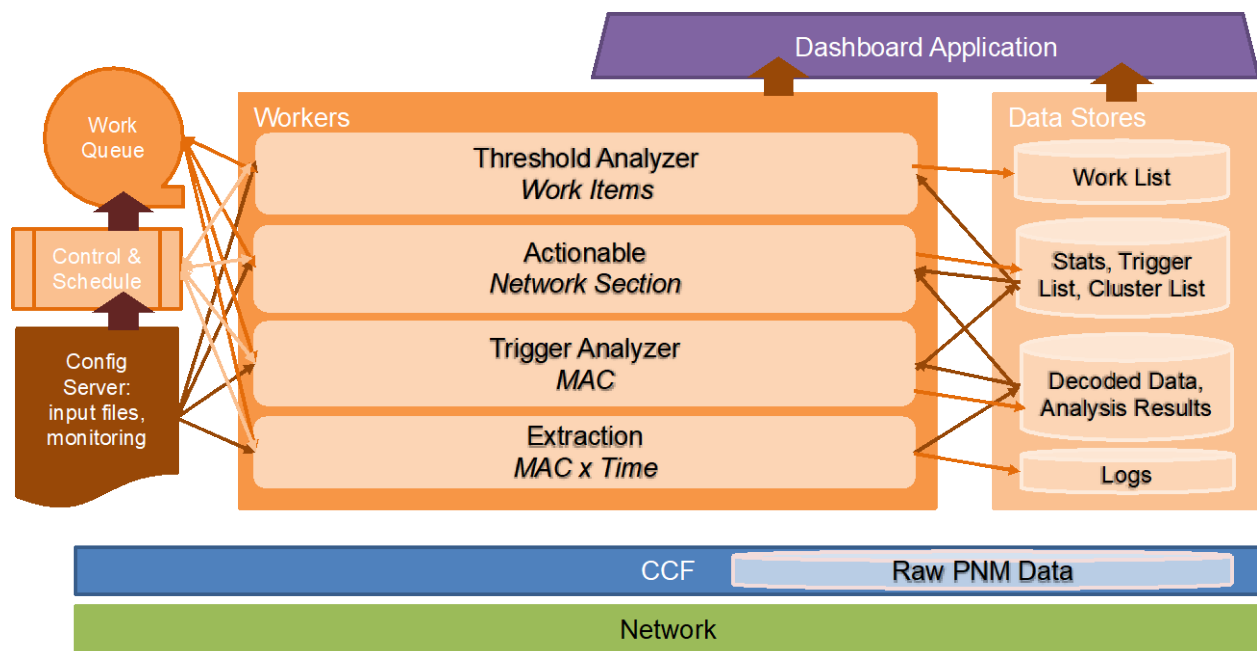 Dashboard Application
Work
Queue
Control &
Schedule
Config
Server:
input files,
monitoring
Workers
Threshold Analyzer
Work Items
Actionable
Network Section
Trigger Analyzer
MAC
Extraction
MAC x Time
Data Stores
Work List
Stats, Trigger
List, Cluster List
Decoded Data,
Analysis Results
Logs
CCF
Raw PNM Data
Network